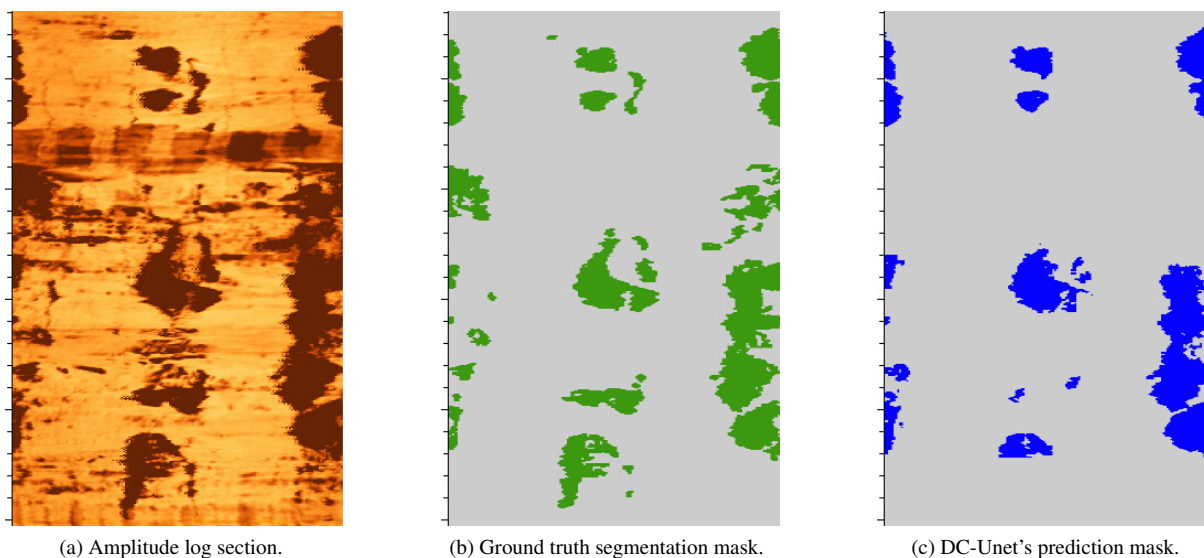 (a) Amplitude log section.
(b) Ground truth segmentation mask.
(c) DC-Unet's prediction mask.